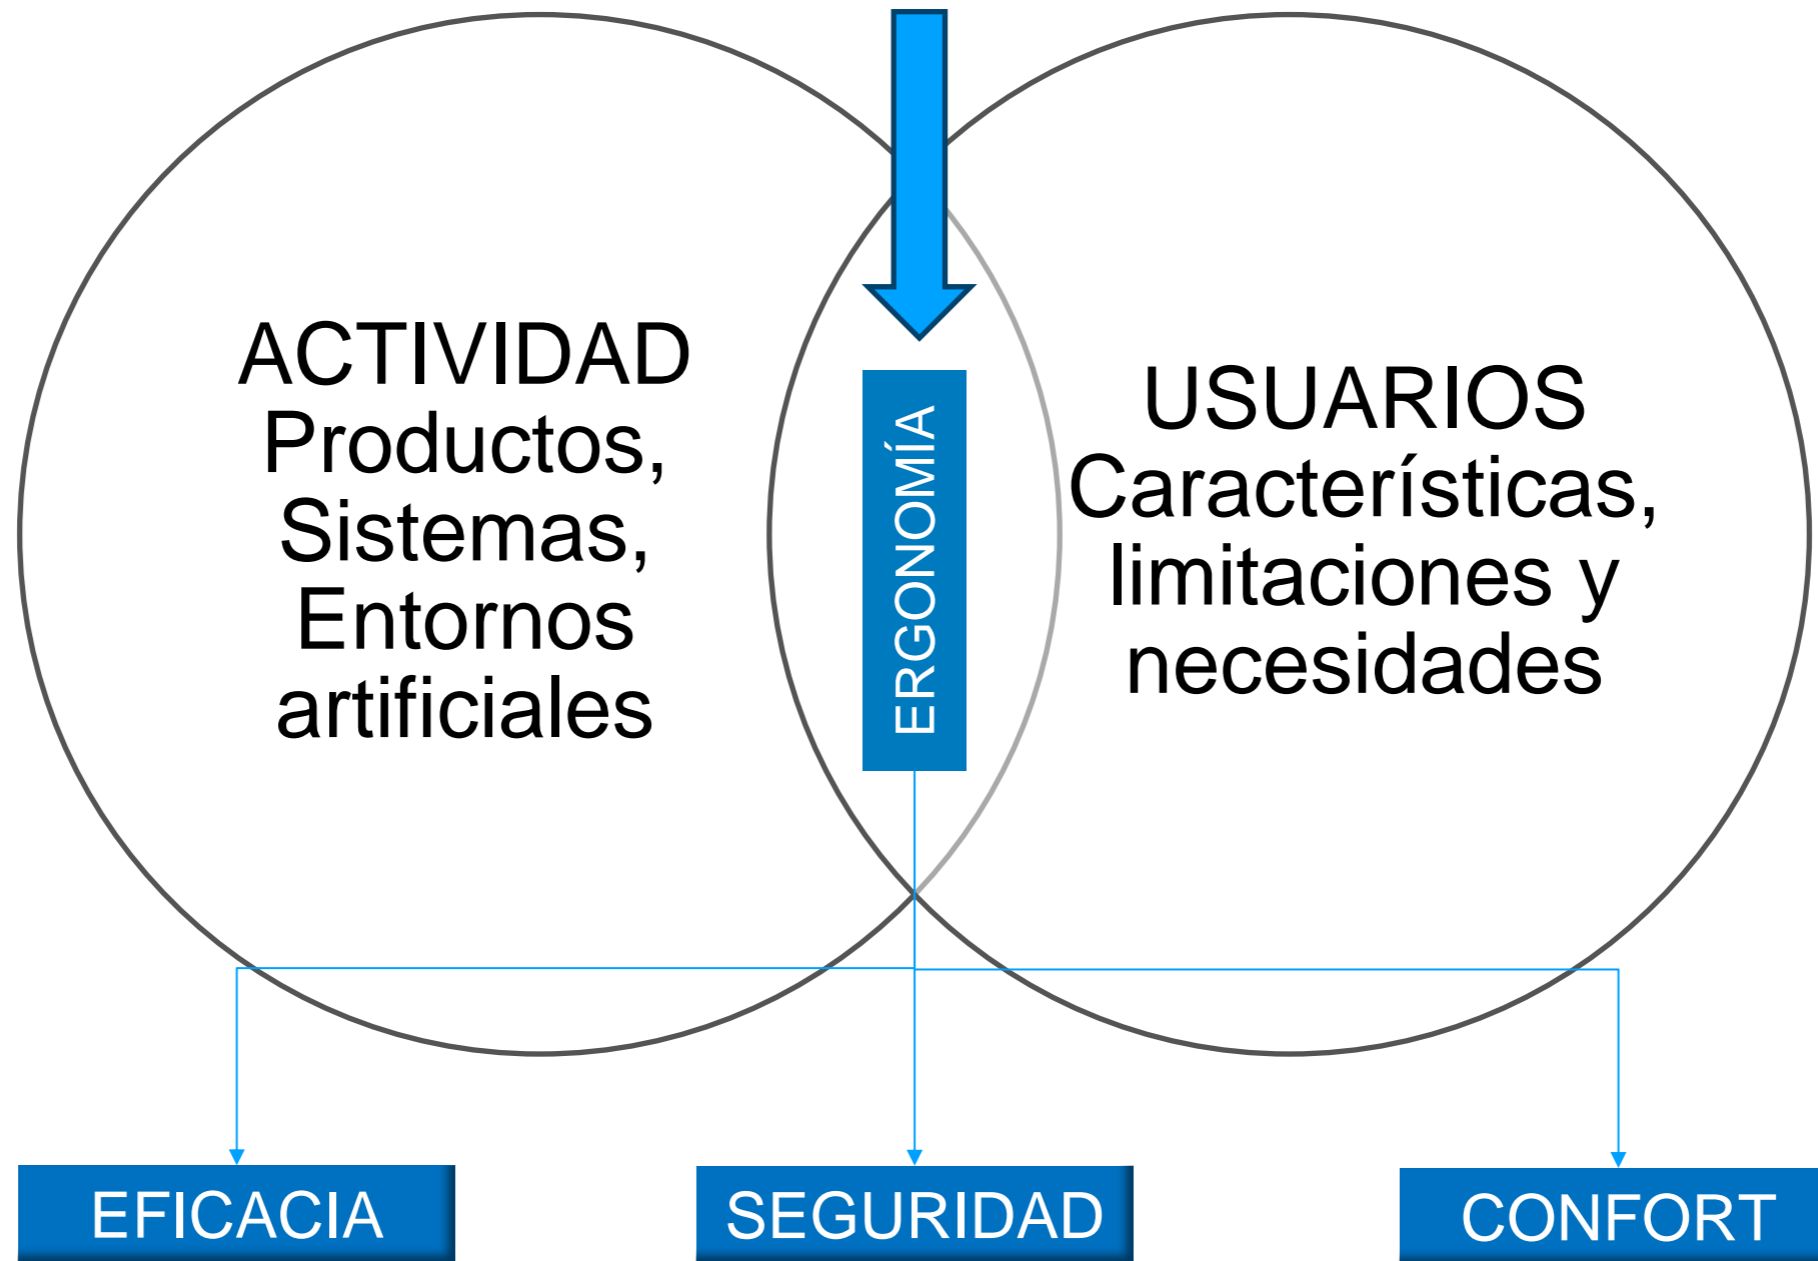 ACTIVIDAD
Productos,
Sistemas,
Entornos
artificiales
ERGONOMÍA
USUARIOS
Características,
limitaciones y
necesidades
EFICACIA
SEGURIDAD
CONFORT